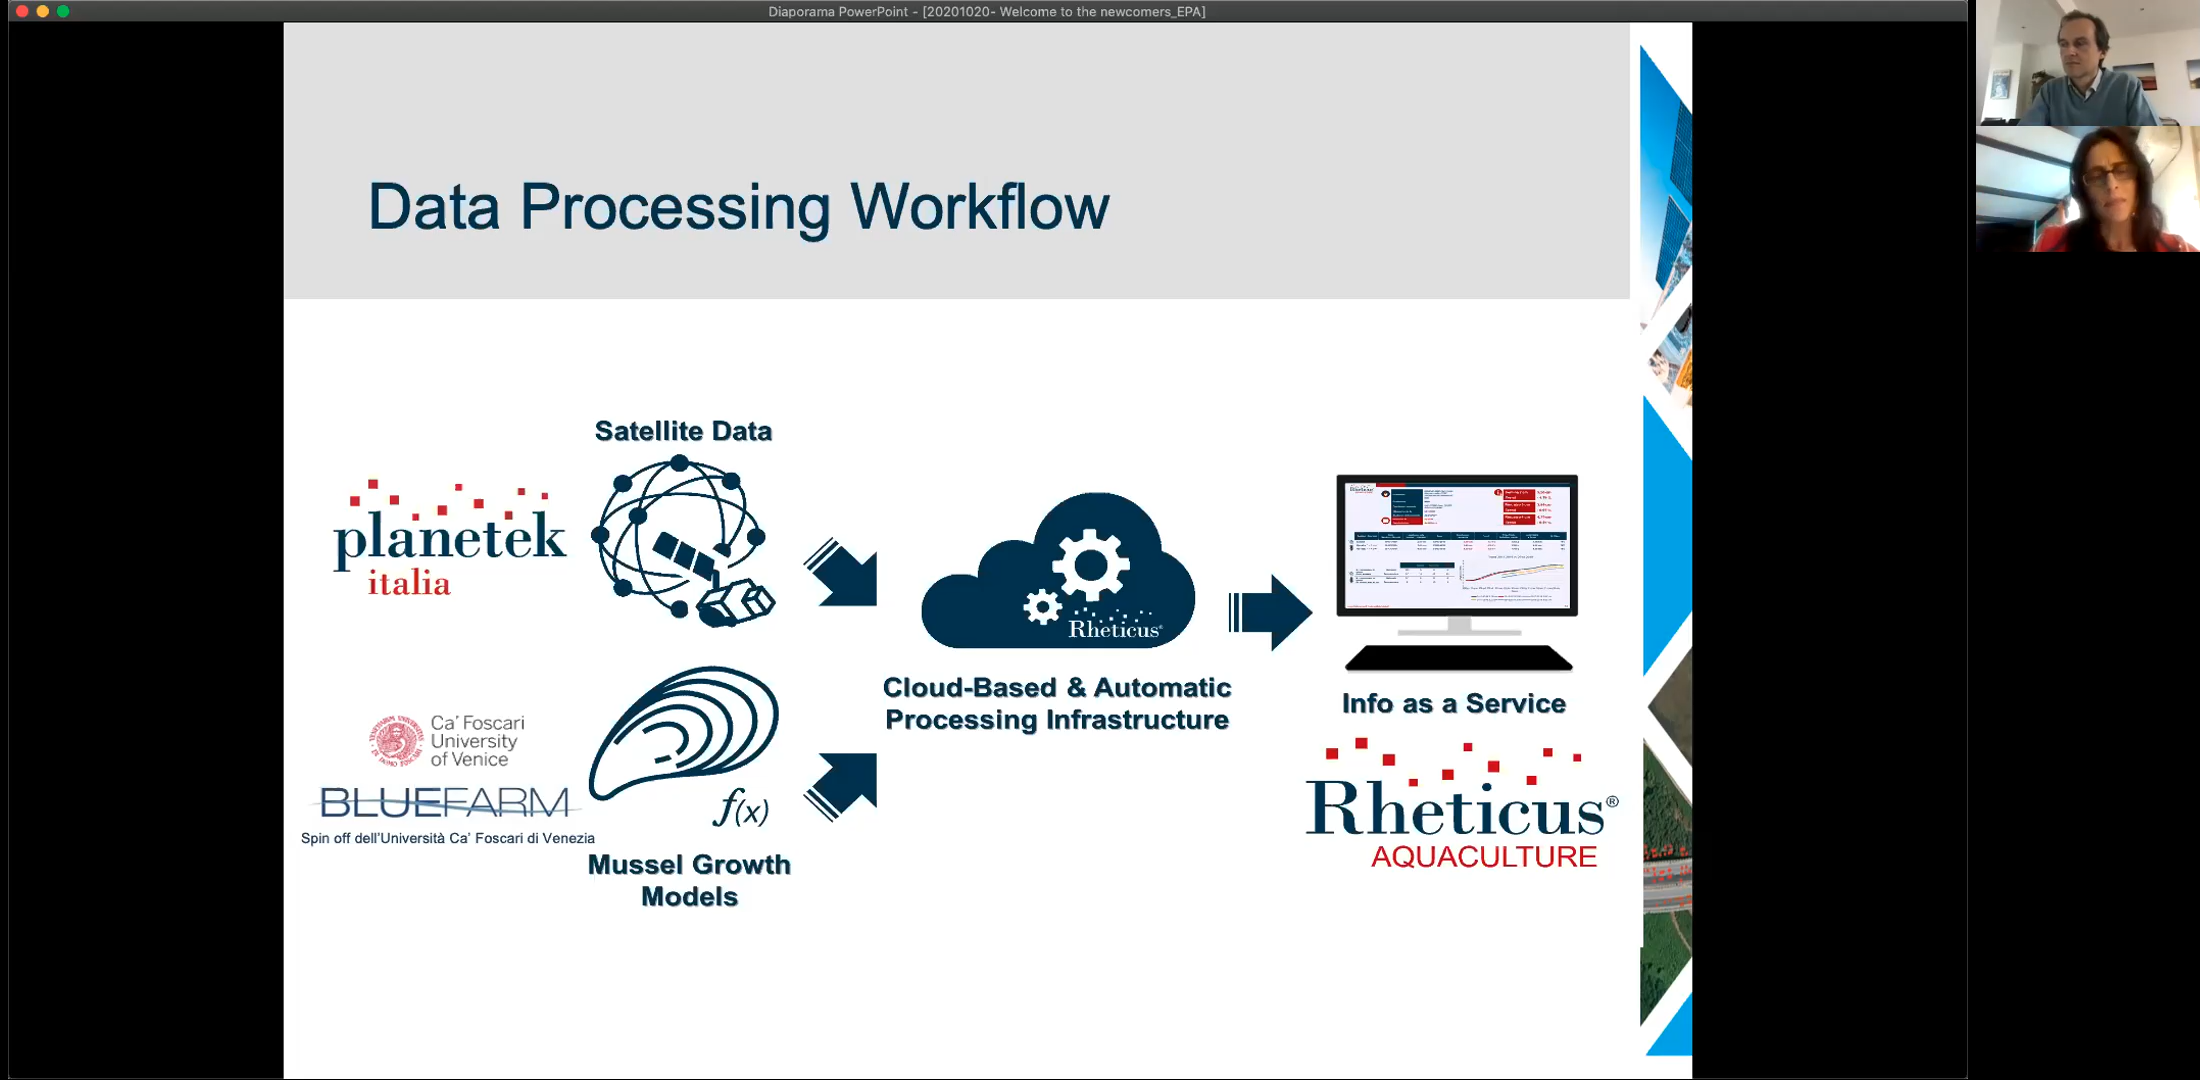 Diaporama PowerPoint - [20201020- Welcome to the newcomers_EPA]
Data Processing Workflow
Satellite Data
planetek
italia
Rheticus®
Cloud-Based & Automatic
Processing Infrastructure
Rheticus
Info as a Service
Ca' Foscari
University
of Venice
BLUEFARM
Spin off dell'Università Ca' Foscari di Venezia
f(x)
Mussel Growth
Models
Rheticus®
AQUACULTURE